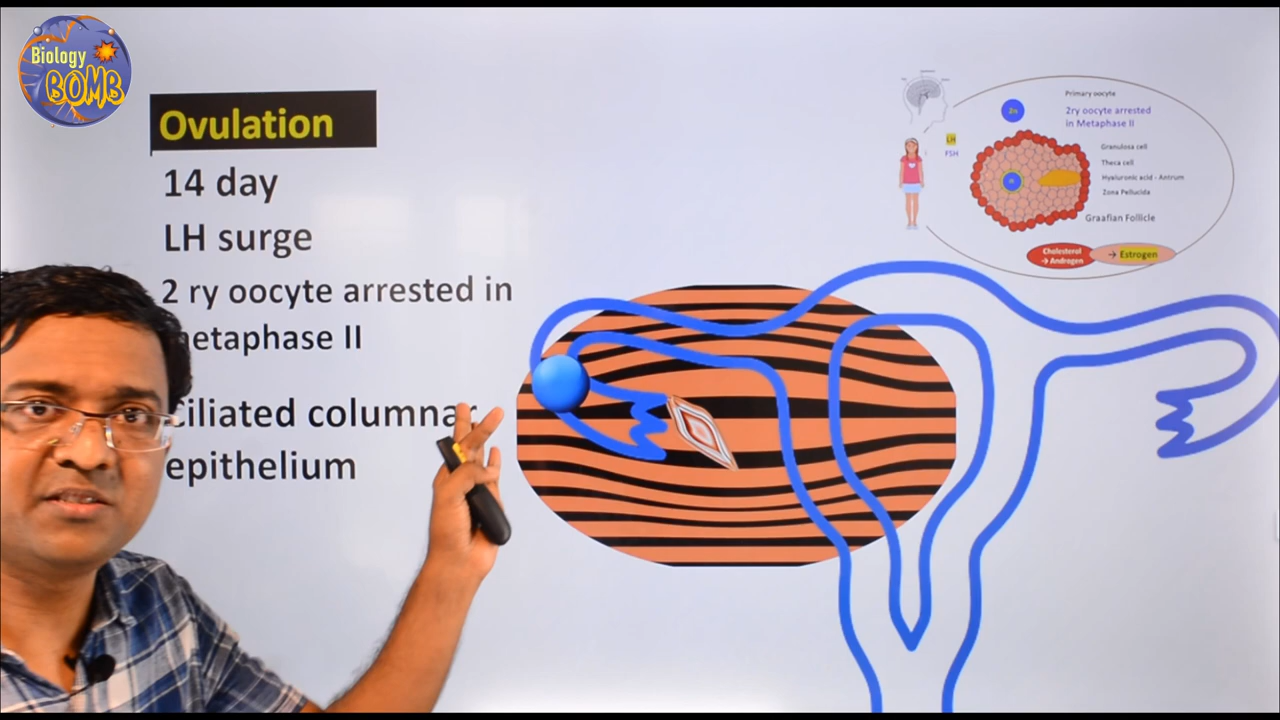 Biology
BOMB
Ovulation
14 day
LH surge
2 ry oocyte arrested in
etaphase II
ciliated columnar
epithelium
Primary oocyte
2ry oocyte arrested
in Metaphase II
2n
LH
FSH
Granulosa cell
Theca cell
Hyaluronic acid - Antrum
Zona Pellucida
n
Graafian Follicle
Cholesterol
→ Androgen
→ Estrogen